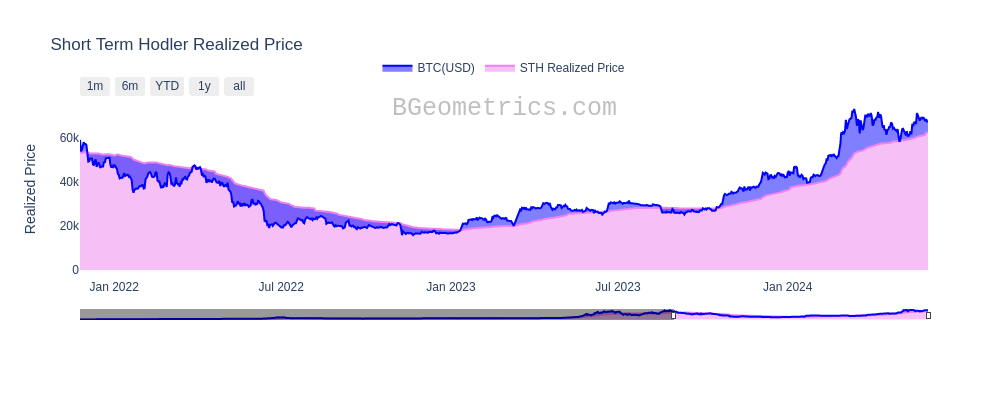 Short Term Hodler Realized Price
BTC(USD) STH Realized Price
1m 6m YTD 1y all
BGeometrics.com
Realized Price
60k
40k
20k
0
Jan 2022 Jul 2022 Jan 2023 Jul 2023 Jan 2024